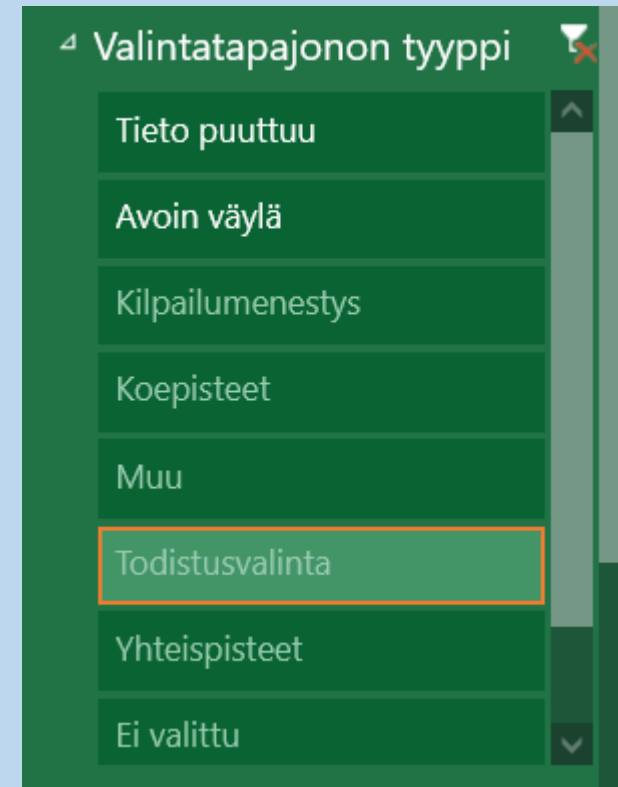 Valintatapajonon tyyppi
Tieto puuttuu
Avoin väylä
Kilpailumenestys
Koepisteet
Muu
Todistusvalinta
Yhteispisteet
Ei valittu